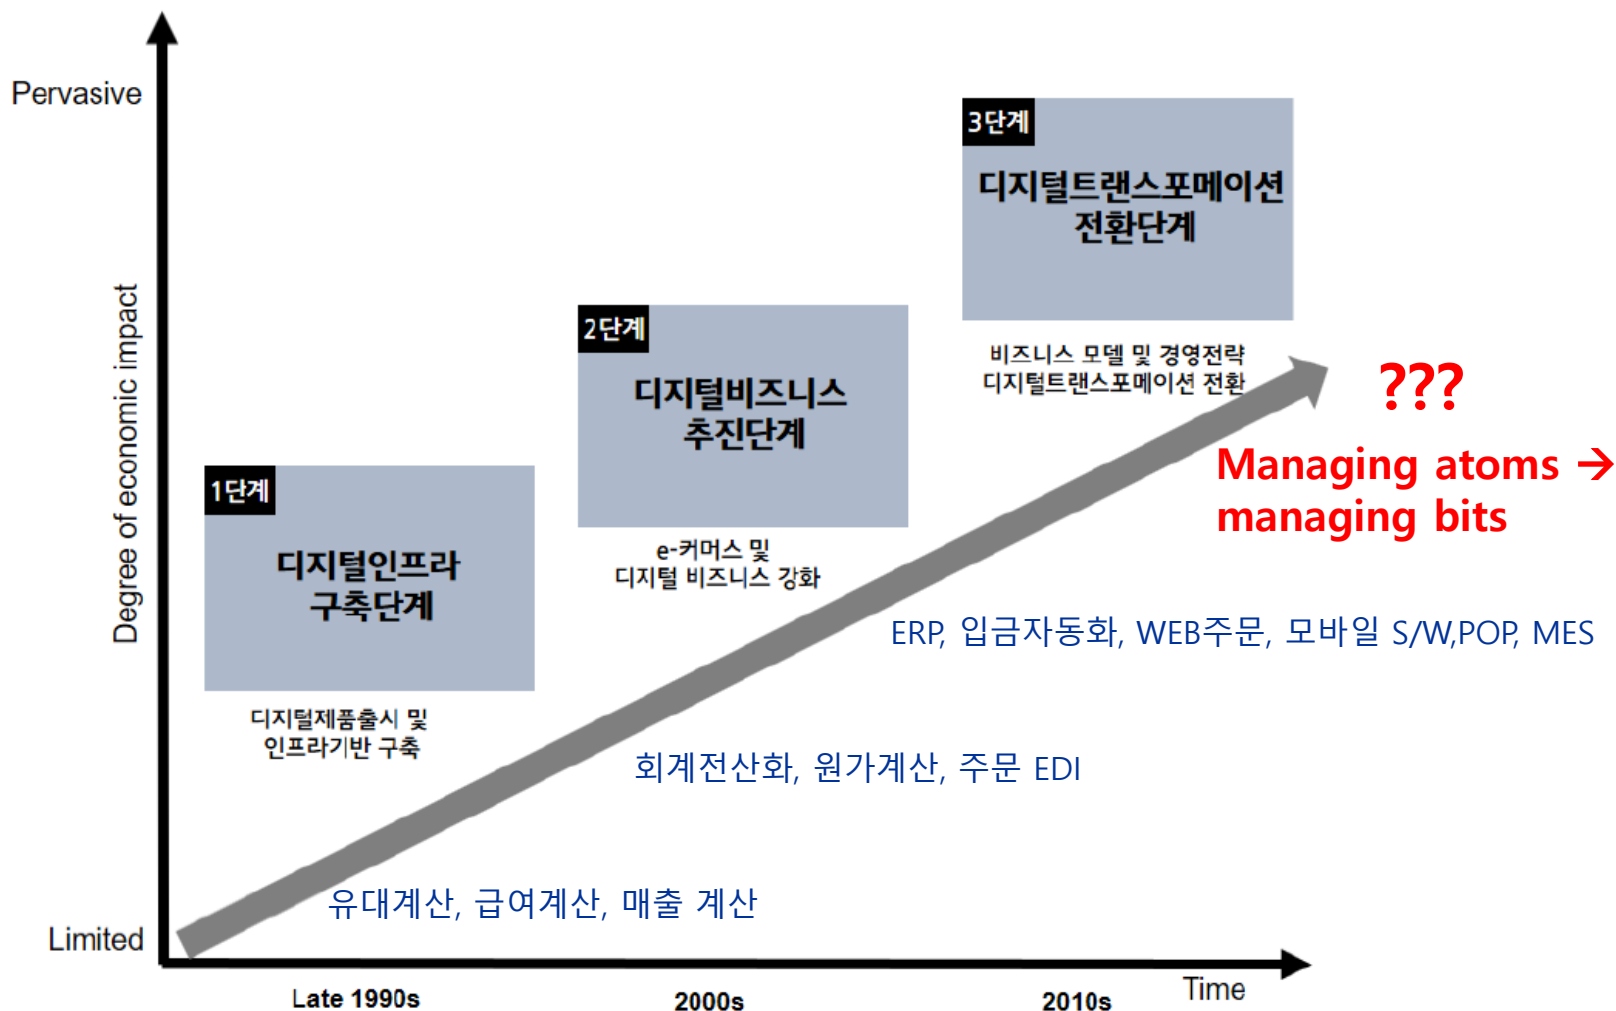 Pervasive
3단계
디지털트랜스포메이션
전환단계
비즈니스 모델 및 경영전략
디지털트랜스포메이션 전환
???
Managing atoms →
managing bits
2단계
디지털비즈니스
추진단계
e-커머스 및
디지털 비즈니스 강화
Degree of economic impact
1단계
디지털인프라
구축단계
디지털제품출시 및
인프라기반 구축
ERP, 입금자동화, WEB주문, 모바일 S/W,POP, MES
회계전산화, 원가계산, 주문 EDI
유대계산, 급여계산, 매출 계산
Limited
Time
Late 1990s
2000s
2010s